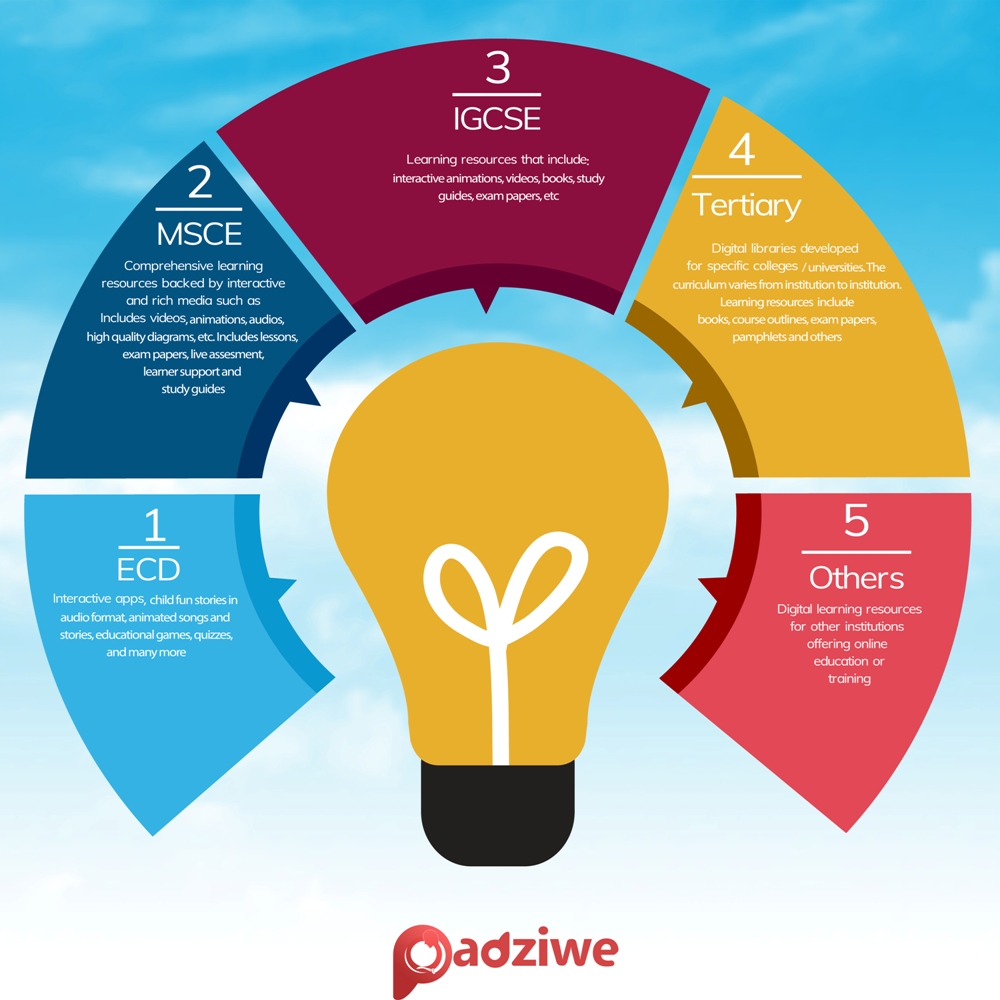 1
ECD
Interactive apps, child fun stories in
audio format, animated songs and
stories, educational games, quizzes,
and many more
2
MSCE
Comprehensive learning
resources backed by interactive
and rich media such as
Includes videos, animations, audios,
high quality diagrams, etc. Includes lessons,
exam papers, live assesment,
learner support and
study guides
3
IGCSE
Learning resources that include;
interactive animations, videos, books, study
guides, exam papers, etc
4
Tertiary
Digital libraries developed
for specific colleges / universities. The
curriculum varies from institution to institution.
Learning resources include
books, course outlines, exam papers,
pamphlets and others
5
Others
Digital learning resources
for other institutions
offering online
education or
training
Padziwe